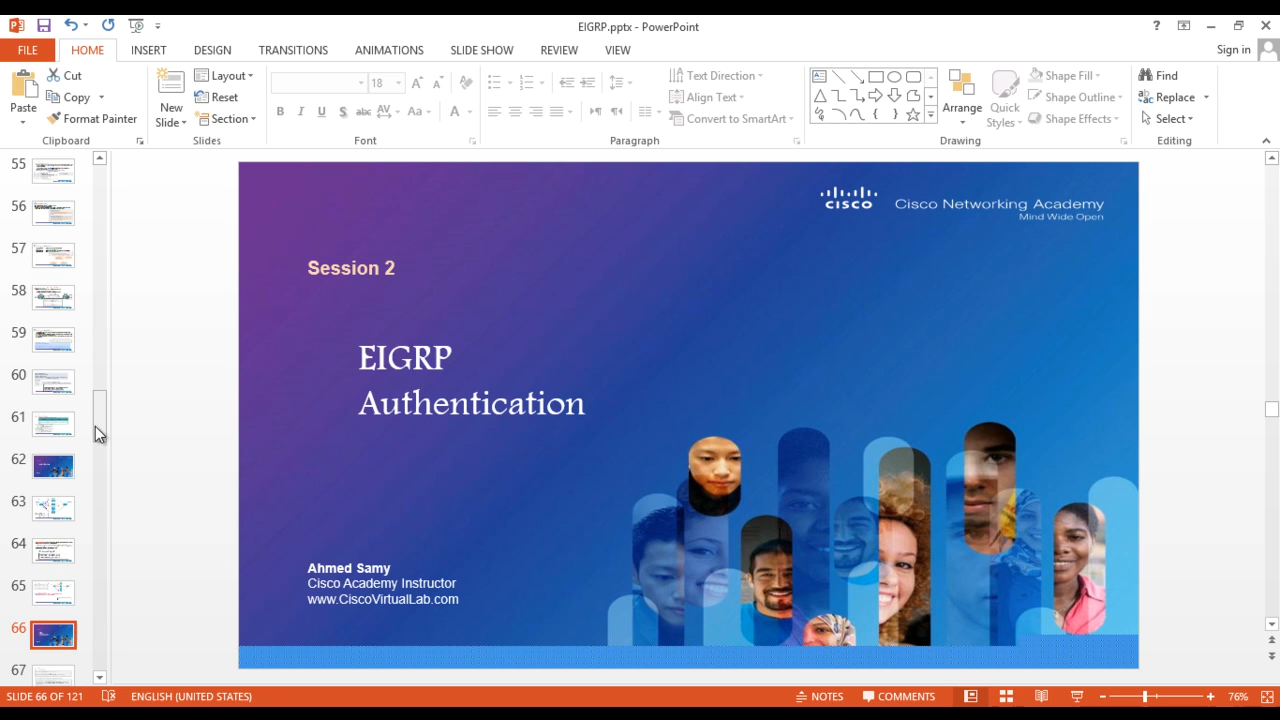 EIGRP.pptx - PowerPoint
?
FILE
HOME
INSERT
DESIGN
TRANSITIONS
ANIMATIONS
SLIDE SHOW
REVIEW
VIEW
Sign in
Paste
Cut
Copy
Format Painter
Clipboard
New
Slide
Layout
Reset
Section
Slides
18
B I U S abc AV Aa A
Font
Text Direction
Align Text
Convert to SmartArt
Paragraph
Arrange
Quick
Styles
Shape Fill
Shape Outline
Shape Effects
Drawing
Find
Replace
Select
Editing
55
56
57
58
59
60
61
62
63
64
65
66
67
cisco
Cisco Networking Academy
Mind Wide Open
Session 2
EIGRP
Authentication
Ahmed Samy
Cisco Academy Instructor
www.CiscoVirtualLab.com
SLIDE 66 OF 121
ENGLISH (UNITED STATES)
NOTES
COMMENTS
76%